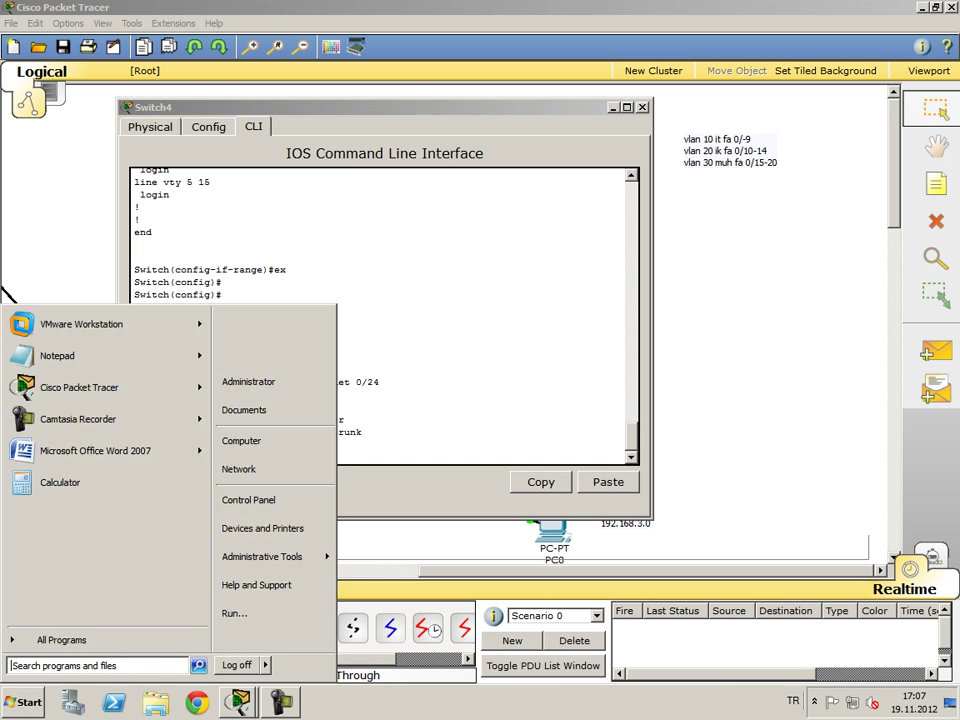 Cisco Packet Tracer
File Edit Options View Tools Extensions Help
Logical [Root] New Cluster Move Object Set Tiled Background Viewport
Switch4
Physical Config CLI
IOS Command Line Interface
login
line vty 5 15
login
!
!
end
Switch(config-if-range)#ex
Switch(config)#
Switch(config)#
et 0/24
r
runk
Copy Paste
vlan 10 it fa 0/-9
vlan 20 ik fa 0/10-14
vlan 30 muh fa 0/15-20
192.168.3.0
PC-PT
PC8
Realtime
VMware Workstation
Notepad
Cisco Packet Tracer
Camtasia Recorder
Microsoft Office Word 2007
Calculator
All Programs
Search programs and files
Administrator
Documents
Computer
Network
Control Panel
Devices and Printers
Administrative Tools
Help and Support
Run...
Log off
Through
Scenario 0
New Delete
Toggle PDU List Window
Fire Last Status Source Destination Type Color Time (s
Start
TR
17:07
19.11.2012